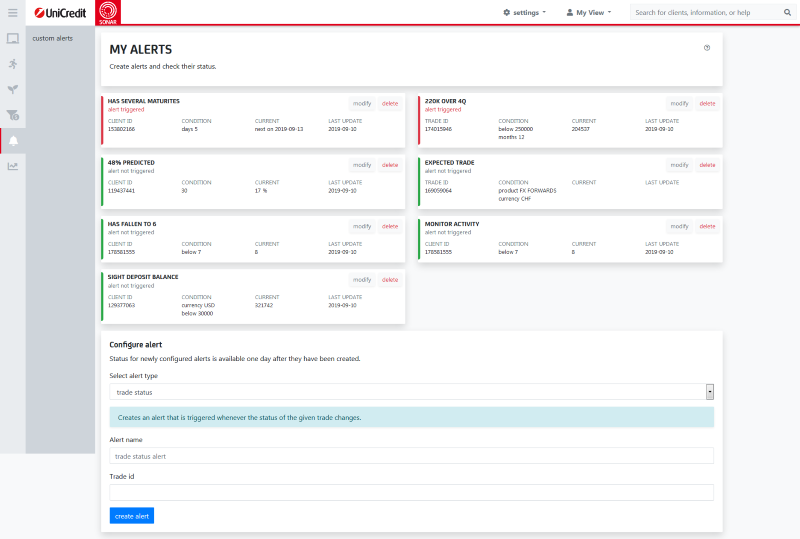 UniCredit
SONAR
settings
My View
Search for clients, information, or help
custom alerts
MY ALERTS
Create alerts and check their status.
HAS SEVERAL MATURITES
modify
delete
alert triggered
CLIENT ID
CONDITION
CURRENT
LAST UPDATE
153802166
days 5
next on 2019-09-13
2019-09-10
220K OVER 4Q
modify
delete
alert triggered
TRADE ID
CONDITION
CURRENT
LAST UPDATE
174015946
below 250000
204537
2019-09-10
months 12
48% PREDICTED
modify
delete
alert not triggered
CLIENT ID
CONDITION
CURRENT
LAST UPDATE
119437441
30
17 %
2019-09-10
EXPECTED TRADE
modify
delete
alert not triggered
TRADE ID
CONDITION
CURRENT
LAST UPDATE
169059064
product FX FORWARDS
currency CHF
HAS FALLEN TO 6
modify
delete
alert not triggered
CLIENT ID
CONDITION
CURRENT
LAST UPDATE
178581555
below 7
8
2019-09-10
MONITOR ACTIVITY
modify
delete
alert not triggered
CLIENT ID
CONDITION
CURRENT
LAST UPDATE
178581555
below 7
8
2019-09-10
SIGHT DEPOSIT BALANCE
modify
delete
alert not triggered
CLIENT ID
CONDITION
CURRENT
LAST UPDATE
129377063
currency USD
321742
2019-09-10
below 30000
Configure alert
Status for newly configured alerts is available one day after they have been created.
Select alert type
trade status
Creates an alert that is triggered whenever the status of the given trade changes.
Alert name
trade status alert
Trade id
create alert